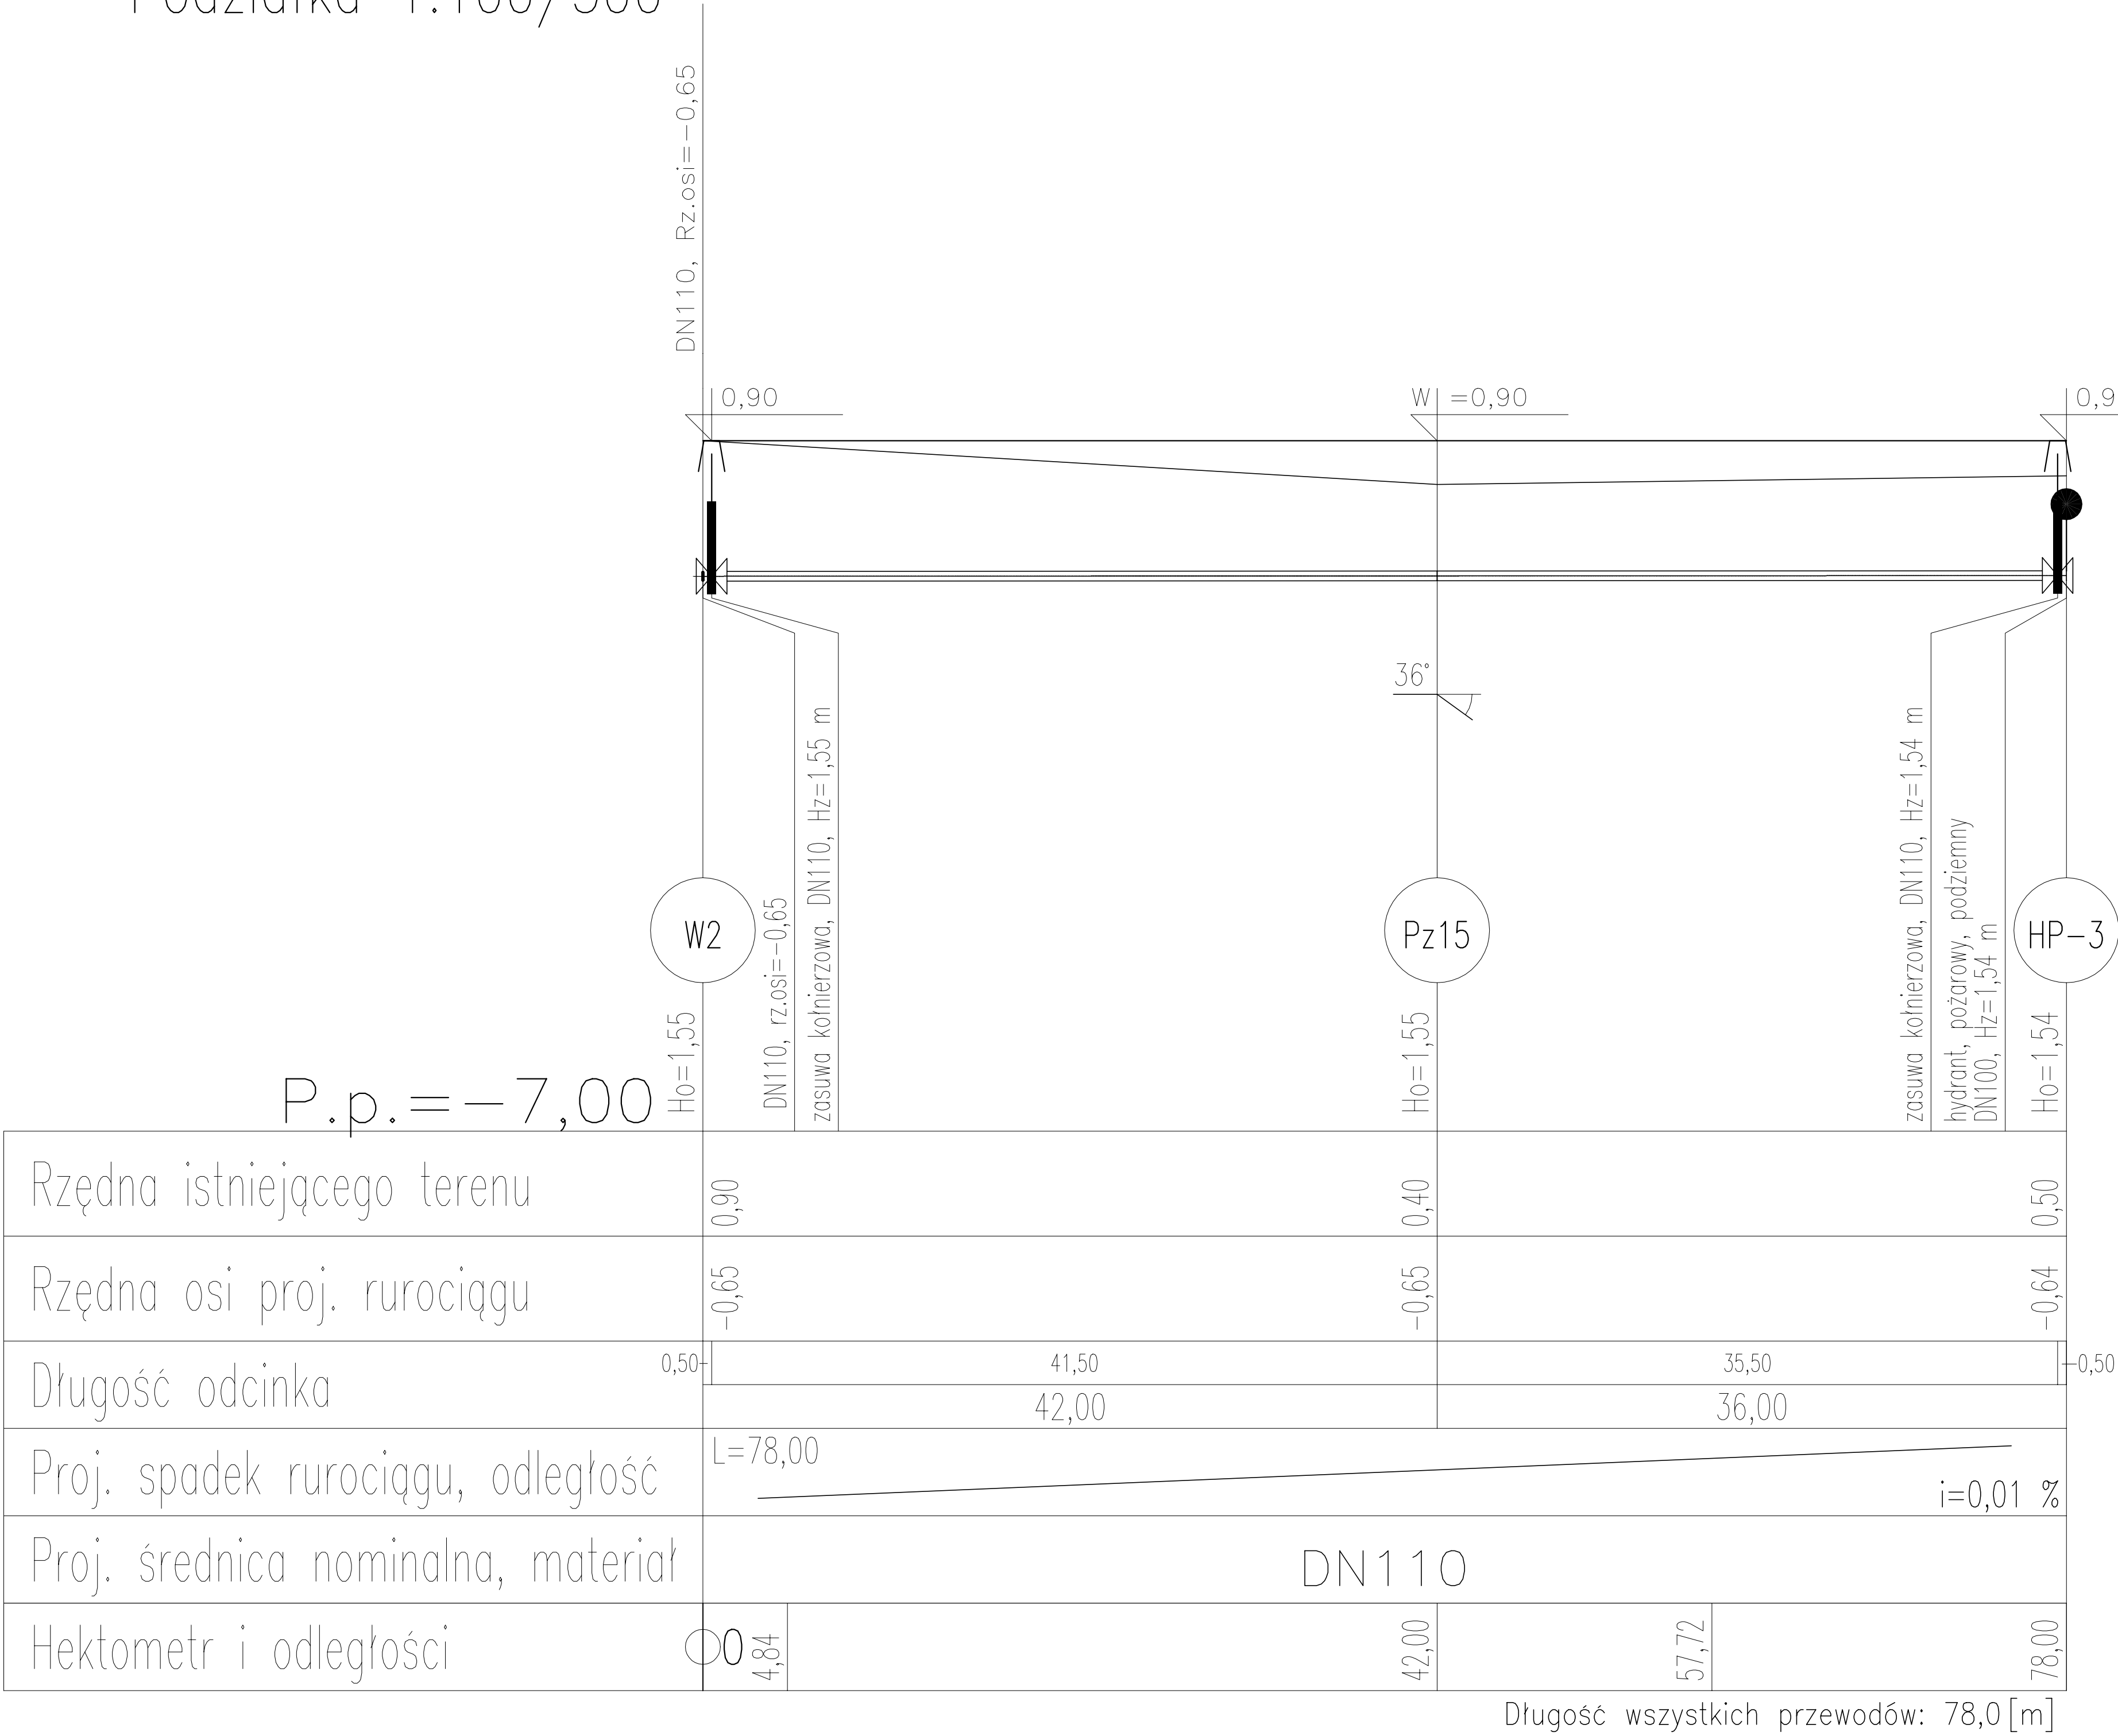 Podziałka 1:100/500
DN110, Rz.osi=-0,65
0,90
W =0,90
0,9
36°
DN110, rz.osi=-0,65
zasuwa kołnierzowa, DN110, Hz=1,55 m
zasuwa kołnierzowa, DN110, Hz=1,54 m
hydrant, pożarowy, podziemny
DN100, Hz=1,54 m
W2
Pz15
HP-3
Ho=1,55
Ho=1,55
Ho=1,54
P.p.=-7,00
Rzędna istniejącego terenu
0,90
0,40
0,50
Rzędna osi proj. rurociągu
-0,65
-0,65
-0,64
Długość odcinka
0,50
41,50
35,50
0,50
42,00
36,00
Proj. spadek rurociągu, odległość
L=78,00
i=0,01 %
Proj. średnica nominalna, materiał
DN110
Hektometr i odległości
0
4,84
42,00
57,72
78,00
Długość wszystkich przewodów: 78,0[m]